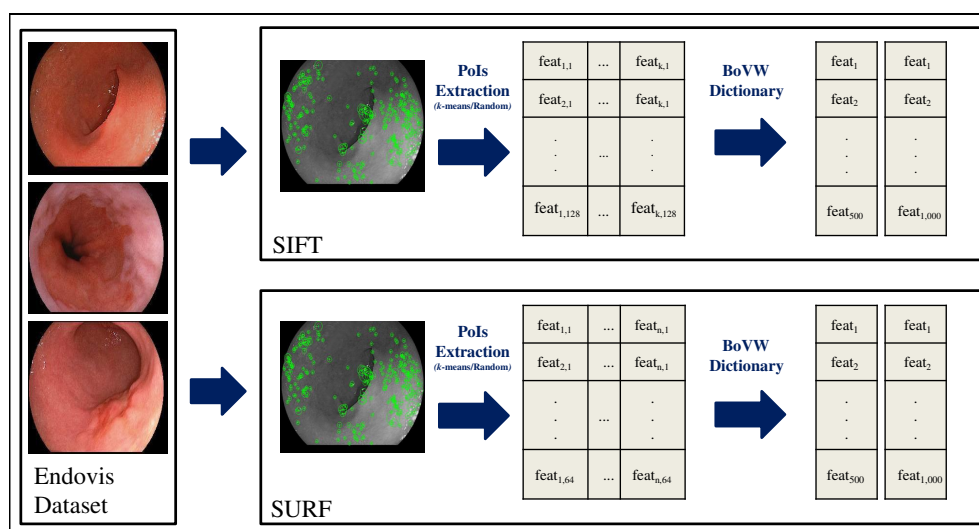 PoIs
Extraction
(k-means/Random)
BoVW
Dictionary
feat1,1 ... featk,1
feat2,1 ... featk,1
. .
. ... .
. .
feat1,128 ... featk,128
feat1 feat1
feat2 feat2
. .
. .
. .
feat500 feat1,000
SIFT
PoIs
Extraction
(k-means/Random)
BoVW
Dictionary
feat1,1 ... featn,1
feat2,1 ... featn,1
. .
. ... .
. .
feat1,64 ... featn,64
feat1 feat1
feat2 feat2
. .
. .
. .
feat500 feat1,000
SURF
Endovis
Dataset